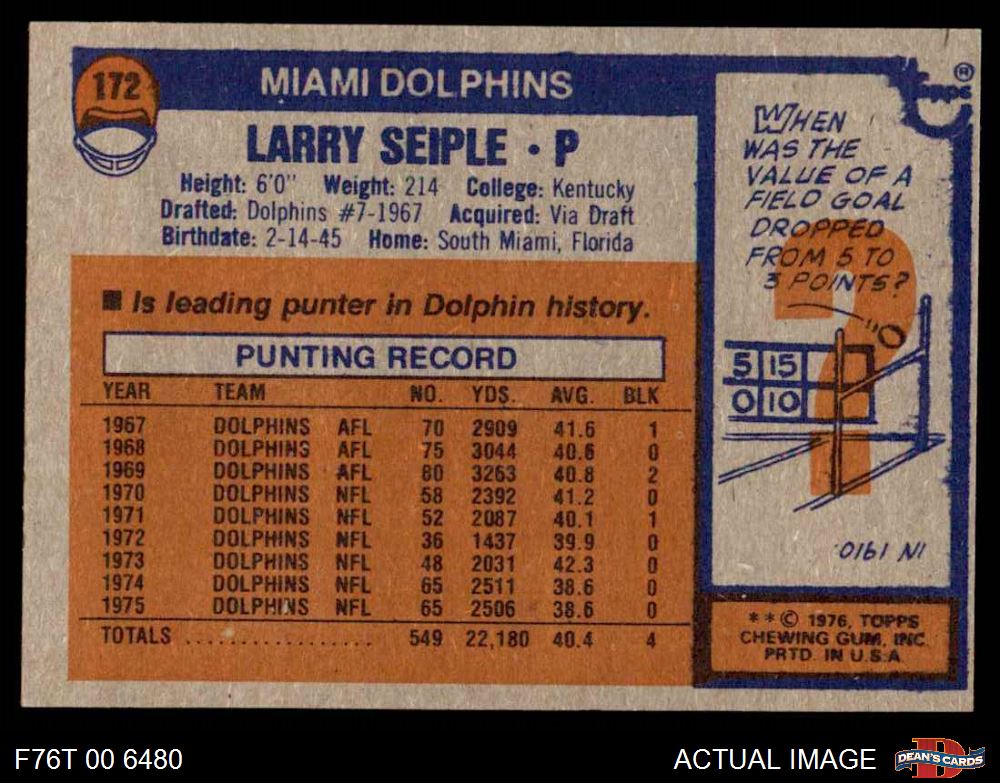 172
MIAMI DOLPHINS
LARRY SEIPLE • P
Height: 6'0" Weight: 214 College: Kentucky
Drafted: Dolphins #7-1967 Acquired: Via Draft
Birthdate: 2-14-45 Home: South Miami, Florida
■ Is leading punter in Dolphin history.
PUNTING RECORD
YEAR TEAM NO. YDS. AVG. BLK
1967 DOLPHINS AFL 70 2909 41.6 1
1968 DOLPHINS AFL 75 3044 40.6 0
1969 DOLPHINS AFL 80 3263 40.8 2
1970 DOLPHINS NFL 58 2392 41.2 0
1971 DOLPHINS NFL 52 2087 40.1 1
1972 DOLPHINS NFL 36 1437 39.9 0
1973 DOLPHINS NFL 48 2031 42.3 0
1974 DOLPHINS NFL 65 2511 38.6 0
1975 DOLPHINS NFL 65 2506 38.6 0
TOTALS ................. 549 22,180 40.4 4
Topps ®
WHEN
WAS THE
VALUE OF A
FIELD GOAL
DROPPED
FROM 5 TO
3 POINTS?
?
5 15
0 10
IN 1910
* * © 1976, TOPPS
CHEWING GUM, INC.
PRTD. IN U.S.A.
F76T 00 6480
ACTUAL IMAGE
D
DEAN'S CARDS